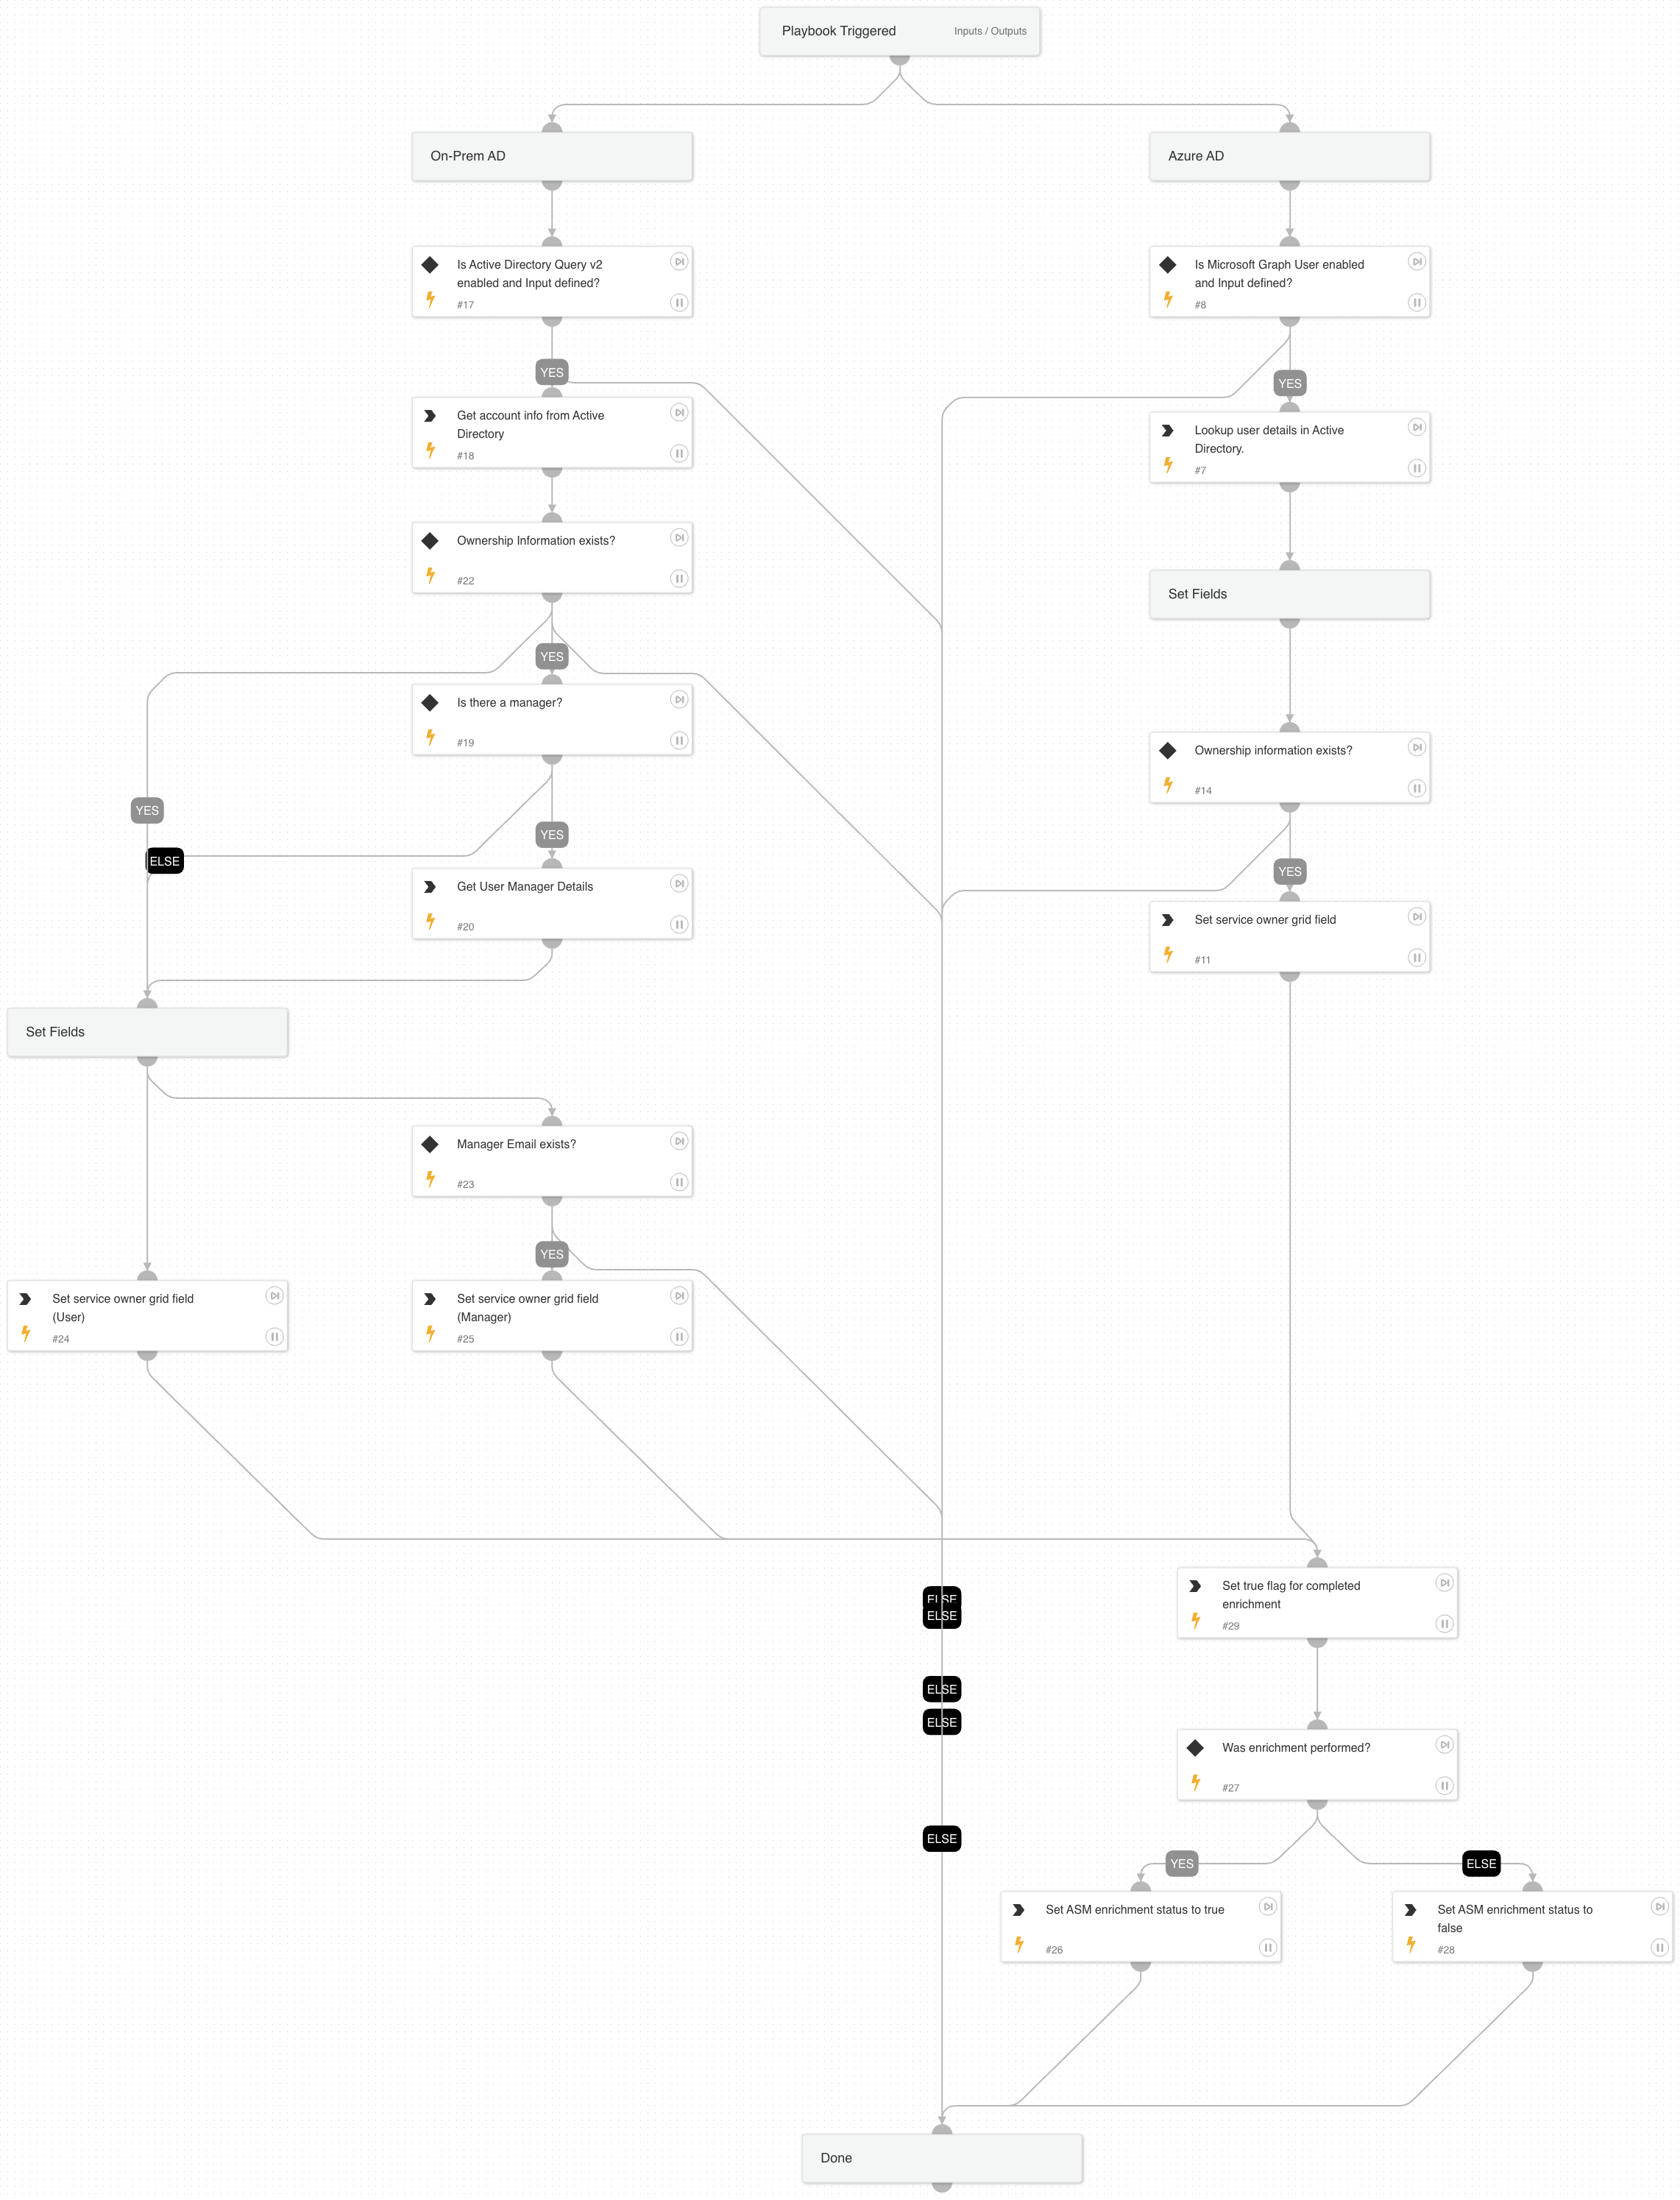 Playbook Triggered Inputs / Outputs
On-Prem AD
Azure AD
Is Active Directory Query v2
enabled and Input defined?
#17
Is Microsoft Graph User enabled
and Input defined?
#8
YES
YES
Get account info from Active
Directory
#18
Lookup user details in Active
Directory.
#7
Ownership Information exists?
#22
Set Fields
YES
Is there a manager?
#19
Ownership information exists?
#14
YES
YES
ELSE
YES
Get User Manager Details
#20
Set service owner grid field
#11
Set Fields
Manager Email exists?
#23
YES
Set service owner grid field
(User)
#24
Set service owner grid field
(Manager)
#25
Set true flag for completed
enrichment
#29
ELSE
ELSE
ELSE
ELSE
Was enrichment performed?
#27
ELSE
YES
ELSE
Set ASM enrichment status to true
#26
Set ASM enrichment status to
false
#28
Done